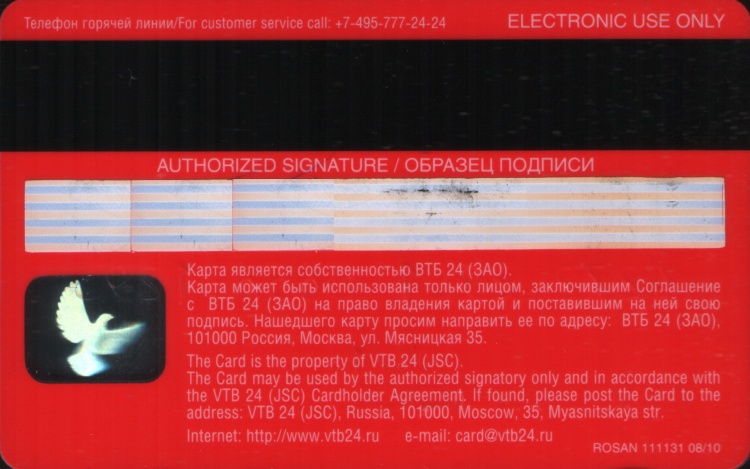 Телефон горячей линии/For customer service call: +7-495-777-24-24
ELECTRONIC USE ONLY
AUTHORIZED SIGNATURE / ОБРАЗЕЦ ПОДПИСИ
Карта является собственностью ВТБ 24 (ЗАО).
Карта может быть использована только лицом, заключившим Соглашение
с ВТБ 24 (ЗАО) на право владения картой и поставившим на ней свою
подпись. Нашедшего карту просим направить ее по адресу: ВТБ 24 (ЗАО),
101000 Россия, Москва, ул. Мясницкая 35.
The Card is the property of VTB 24 (JSC).
The Card may be used by the authorized signatory only and in accordance with
the VTB 24 (JSC) Cardholder Agreement. If found, please post the Card to the
address: VTB 24 (JSC), Russia, 101000, Moscow, 35, Myasnitskaya str.
Internet: http://www.vtb24.ru e-mail: card@vtb24.ru
ROSAN 111131 08/10